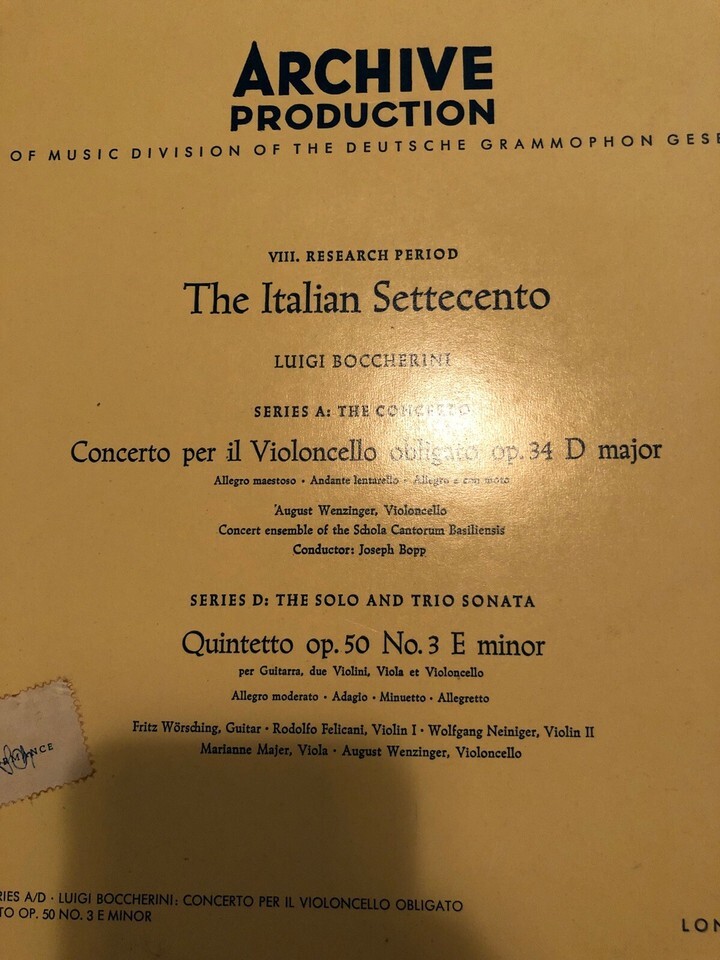 ARCHIVE
PRODUCTION
OF MUSIC DIVISION OF THE DEUTSCHE GRAMMOPHON GESE
VIII. RESEARCH PERIOD
The Italian Settecento
LUIGI BOCCHERINI
SERIES A: THE CONCERTO
Concerto per il Violoncello obligato op. 34 D major
Allegro maestoso · Andante lentarello · Allegro e con moto
August Wenzinger, Violoncello
Concert ensemble of the Schola Cantorum Basiliensis
Conductor: Joseph Bopp
SERIES D: THE SOLO AND TRIO SONATA
Quintetto op. 50 No. 3 E minor
per Guitarra, due Violini, Viola et Violoncello
Allegro moderato · Adagio · Minuetto · Allegretto
Fritz Wörsching, Guitar · Rodolfo Felicani, Violin I · Wolfgang Neiniger, Violin II
Marianne Majer, Viola · August Wenzinger, Violoncello
RIES A/D · LUIGI BOCCHERINI: CONCERTO PER IL VIOLONCELLO OBLIGATO
TO OP. 50 NO. 3 E MINOR
LON